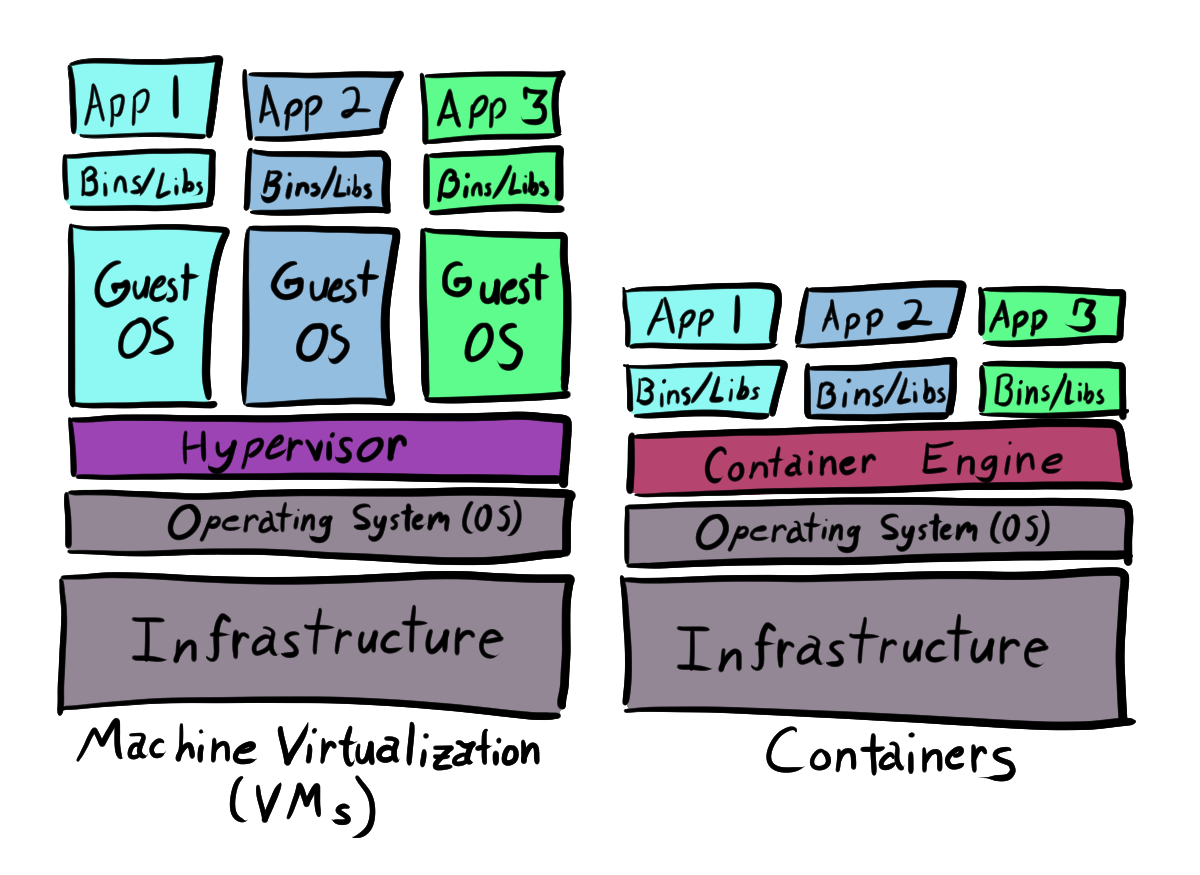 App 1
App 2
App 3
Bins/Libs
Bins/Libs
Bins/Libs
Guest
OS
Guest
OS
Guest
OS
Hypervisor
Operating System (OS)
Infrastructure
Machine Virtualization
(VMs)
App 1
App 2
App 3
Bins/Libs
Bins/Libs
Bins/Libs
Container Engine
Operating System (OS)
Infrastructure
Containers